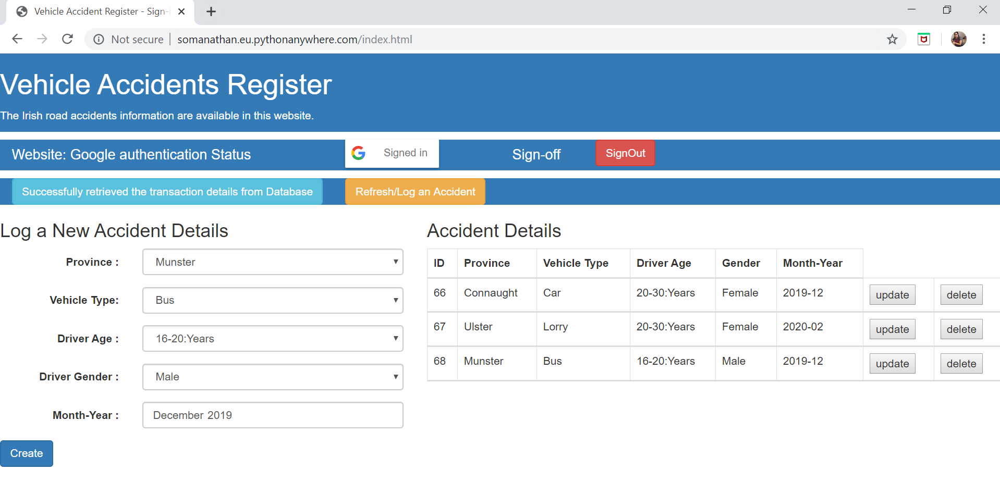 Vehicle Accident Register - Sign-i
Not secure somanathan.eu.pythonanywhere.com/index.html
Vehicle Accidents Register
The Irish road accidents information are available in this website.
Website: Google authentication Status Signed in Sign-off SignOut
Successfully retrieved the transaction details from Database Refresh/Log an Accident
Log a New Accident Details
Province : Munster
Vehicle Type: Bus
Driver Age : 16-20:Years
Driver Gender : Male
Month-Year : December 2019
Create
Accident Details
ID Province Vehicle Type Driver Age Gender Month-Year
66 Connaught Car 20-30:Years Female 2019-12 update delete
67 Ulster Lorry 20-30:Years Female 2020-02 update delete
68 Munster Bus 16-20:Years Male 2019-12 update delete